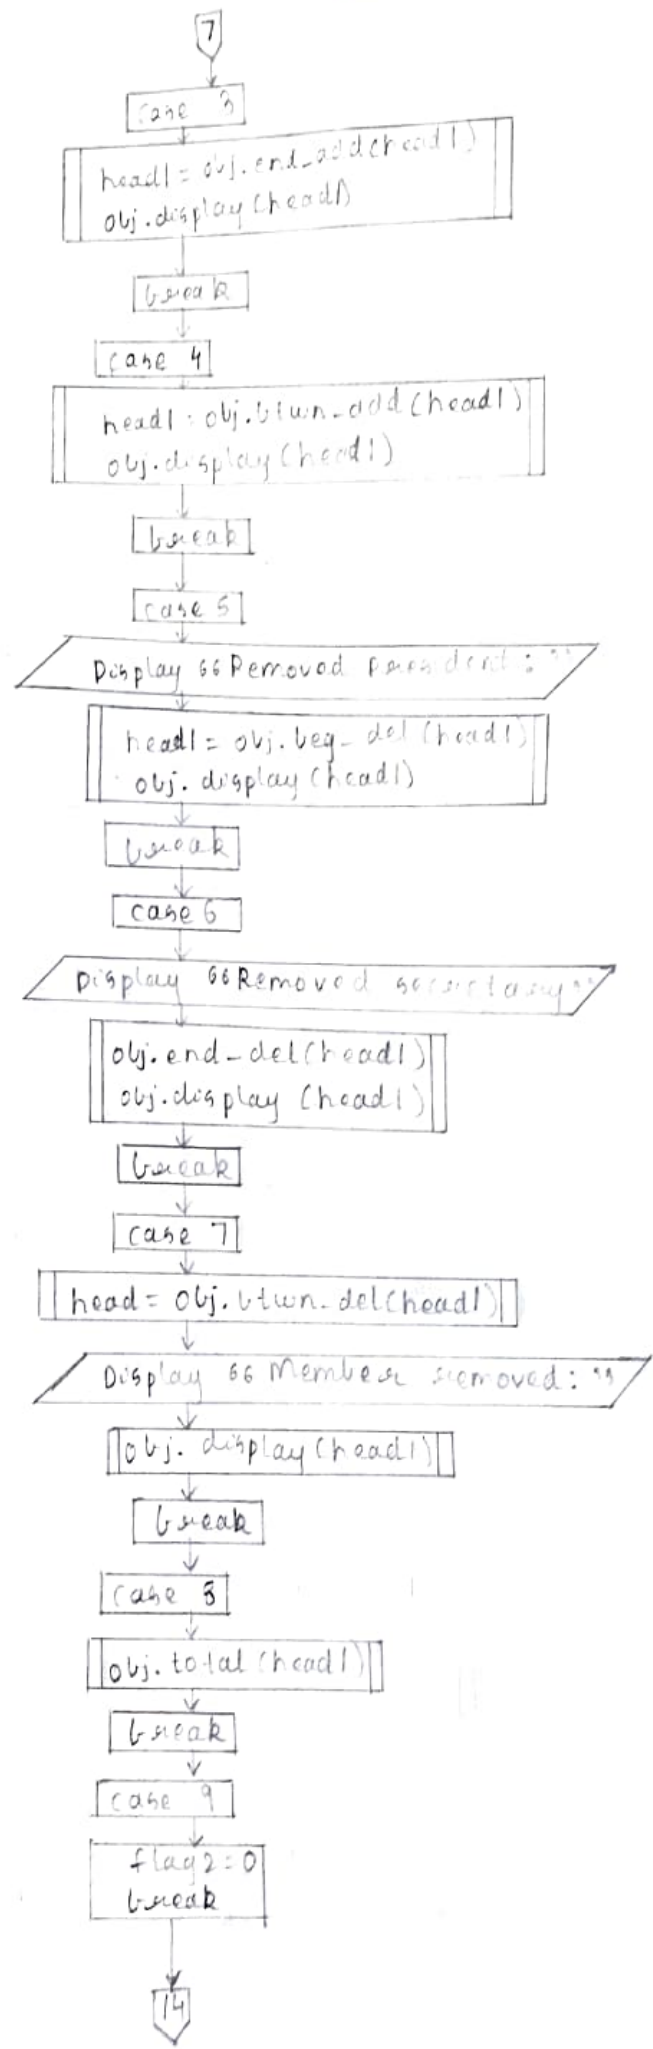 7
case 3
head1 = obj.end_add(head1)
obj.display(head1)
break
case 4
head1 = obj.btwn_add(head1)
obj.display(head1)
break
case 5
Display “Removed President : ”
head1 = obj.beg_del(head1)
obj.display(head1)
break
case 6
Display “Removed secretary”
obj.end_del(head1)
obj.display (head1)
break
case 7
head = obj.btwn_del(head1)
Display “Member removed: ”
obj.display(head1)
break
case 8
obj.total(head1)
break
case 9
flag2=0
break
14